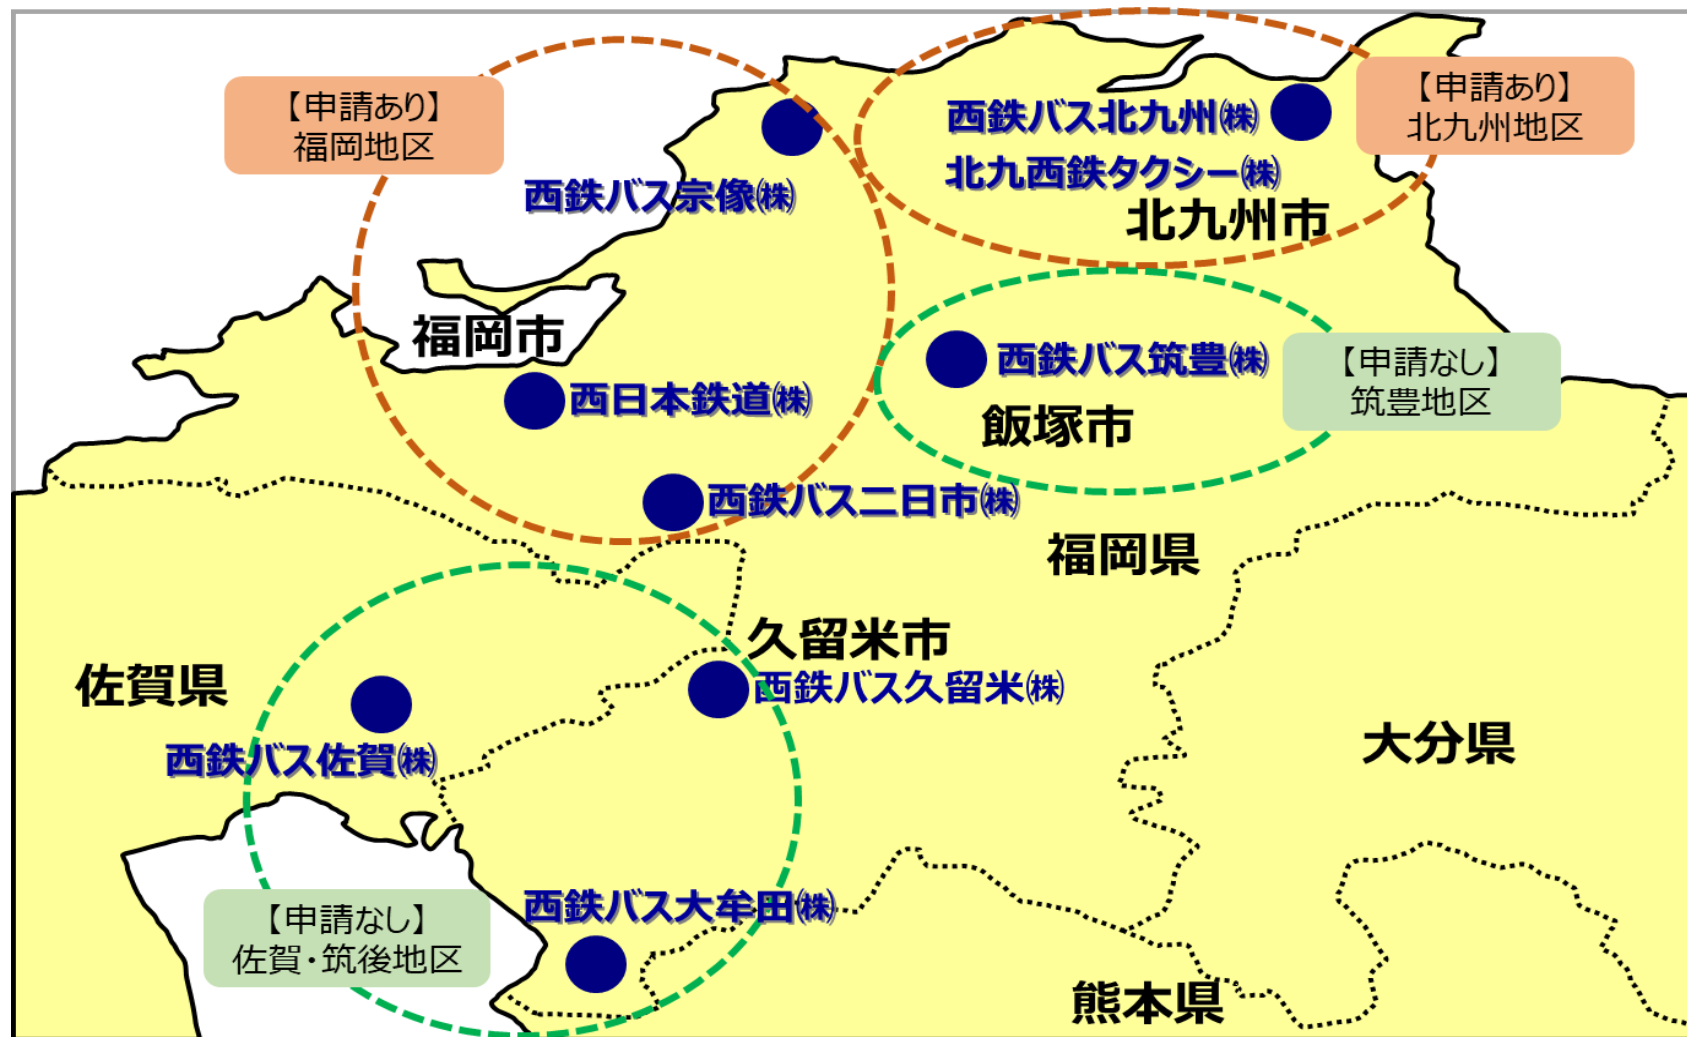 【申請あり】
福岡地区
【申請あり】
北九州地区
西鉄バス北九州㈱
北九西鉄タクシー㈱
北九州市
西鉄バス宗像㈱
福岡市
西日本鉄道㈱
西鉄バス筑豊㈱
飯塚市
【申請なし】
筑豊地区
西鉄バス二日市㈱
福岡県
久留米市
西鉄バス久留米㈱
佐賀県
西鉄バス佐賀㈱
大分県
西鉄バス大牟田㈱
【申請なし】
佐賀・筑後地区
熊本県